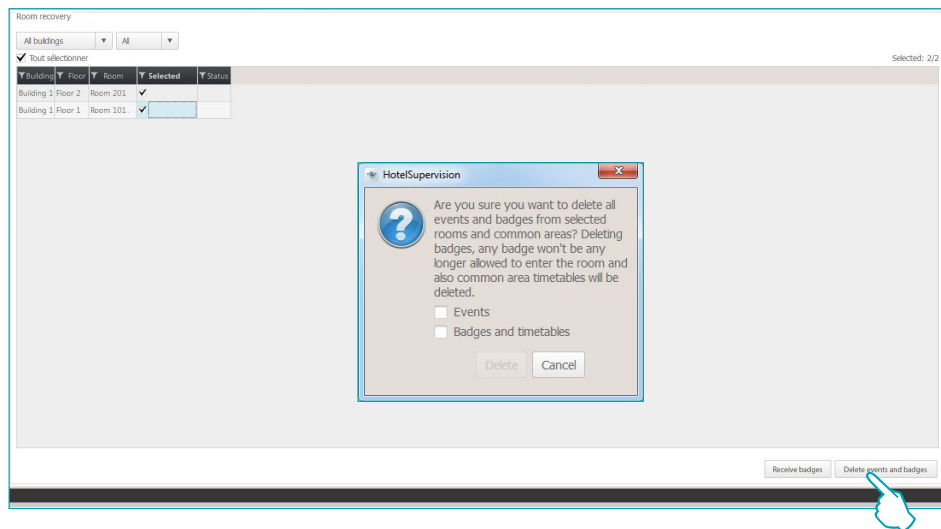 Room recovery
All buildings All
Tout sélectionner Selected: 2/2
Building Floor Room Selected Status
Building 1 Floor 2 Room 201
Building 1 Floor 1 Room 101.
HotelSupervision
Are you sure you want to delete all
events and badges from selected
rooms and common areas? Deleting
badges, any badge won't be any
longer allowed to enter the room and
also common area timetables will be
deleted.
Events
Badges and timetables
Delete Cancel
Receive badges Delete events and badges